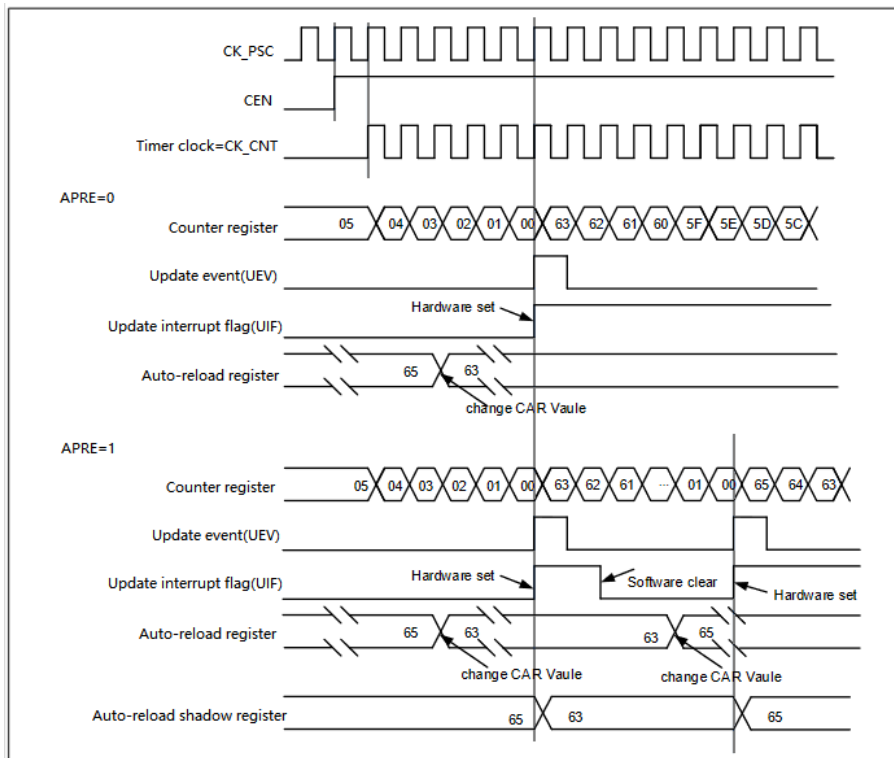 CK_PSC
CEN
Timer clock=CK_CNT
APRE=0
Counter register 05 04 03 02 01 00 63 62 61 60 5F 5E 5D 5C
Update event(UEV)
Hardware set
Update interrupt flag(UIF)
Auto-reload register 65 63
change CAR Vaule
APRE=1
Counter register 05 04 03 02 01 00 63 62 61 ... 01 00 65 64 63
Update event(UEV)
Update interrupt flag(UIF) Hardware set Software clear Hardware set
Auto-reload register 65 63 63 65
change CAR Vaule change CAR Vaule
Auto-reload shadow register 65 63 65